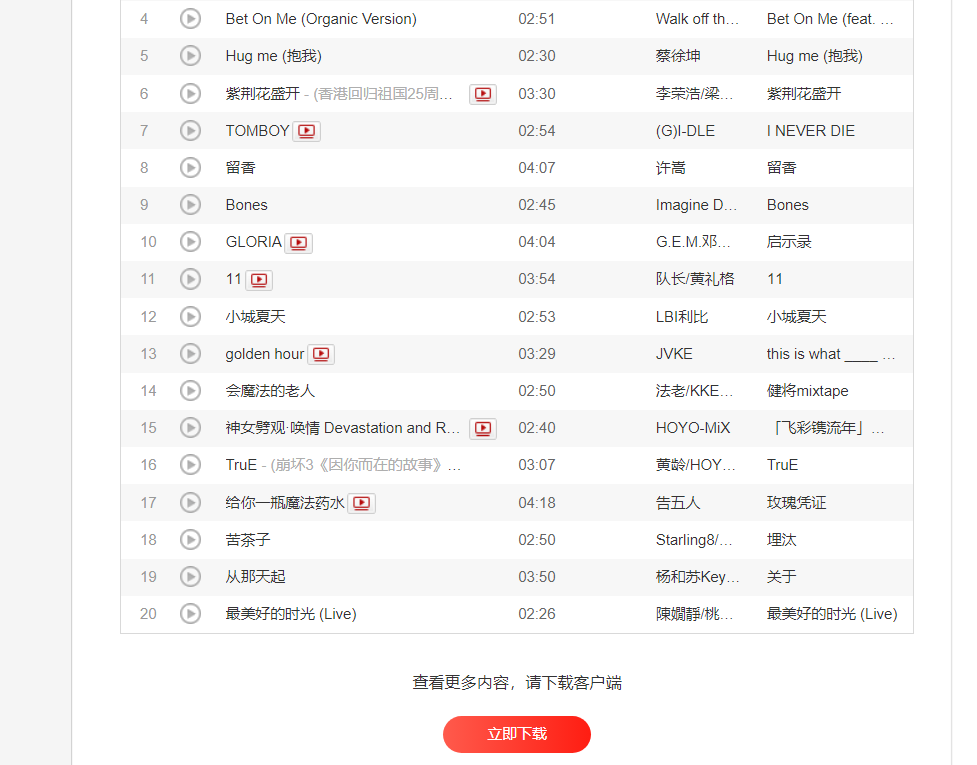 4 Bet On Me (Organic Version) 02:51 Walk off th... Bet On Me (feat. ...
5 Hug me (抱我) 02:30 蔡徐坤 Hug me (抱我)
6 紫荆花盛开 - (香港回归祖国25周... 03:30 李荣浩/梁... 紫荆花盛开
7 TOMBOY 02:54 (G)I-DLE I NEVER DIE
8 留香 04:07 许嵩 留香
9 Bones 02:45 Imagine D... Bones
10 GLORIA 04:04 G.E.M.邓... 启示录
11 11 03:54 队长/黄礼格 11
12 小城夏天 02:53 LBI利比 小城夏天
13 golden hour 03:29 JVKE this is what ____ ...
14 会魔法的老人 02:50 法老/KKE... 健将mixtape
15 神女劈观·唤情 Devastation and R... 02:40 HOYO-MiX 「飞彩镌流年」...
16 TruE - (崩坏3《因你而在的故事》... 03:07 黄龄/HOY... TruE
17 给你一瓶魔法药水 04:18 告五人 玫瑰凭证
18 苦茶子 02:50 Starling8/... 埋汰
19 从那天起 03:50 杨和苏Key... 关于
20 最美好的时光 (Live) 02:26 陳嫺靜/桃... 最美好的时光 (Live)
查看更多内容，请下载客户端
立即下载